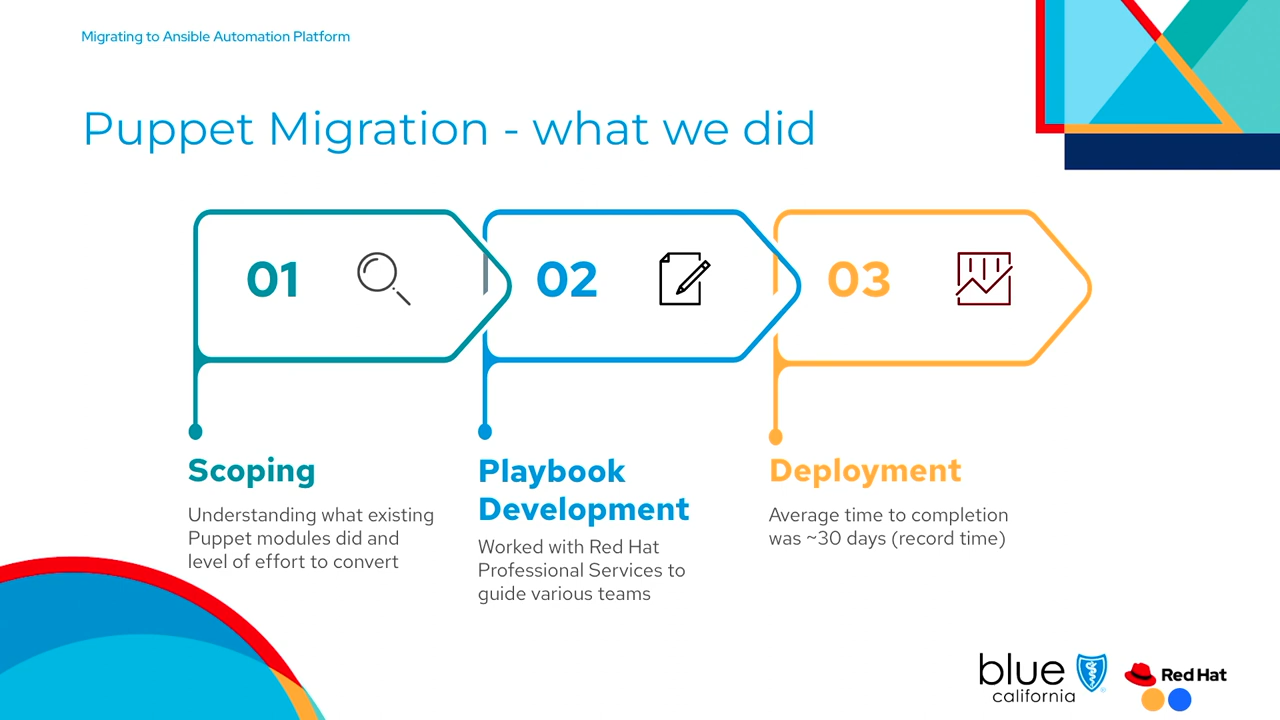 Migrating to Ansible Automation Platform
Puppet Migration - what we did
01
02
03
Scoping
Understanding what existing
Puppet modules did and
level of effort to convert
Playbook
Development
Worked with Red Hat
Professional Services to
guide various teams
Deployment
Average time to completion
was ~30 days (record time)
blue
california
Red Hat